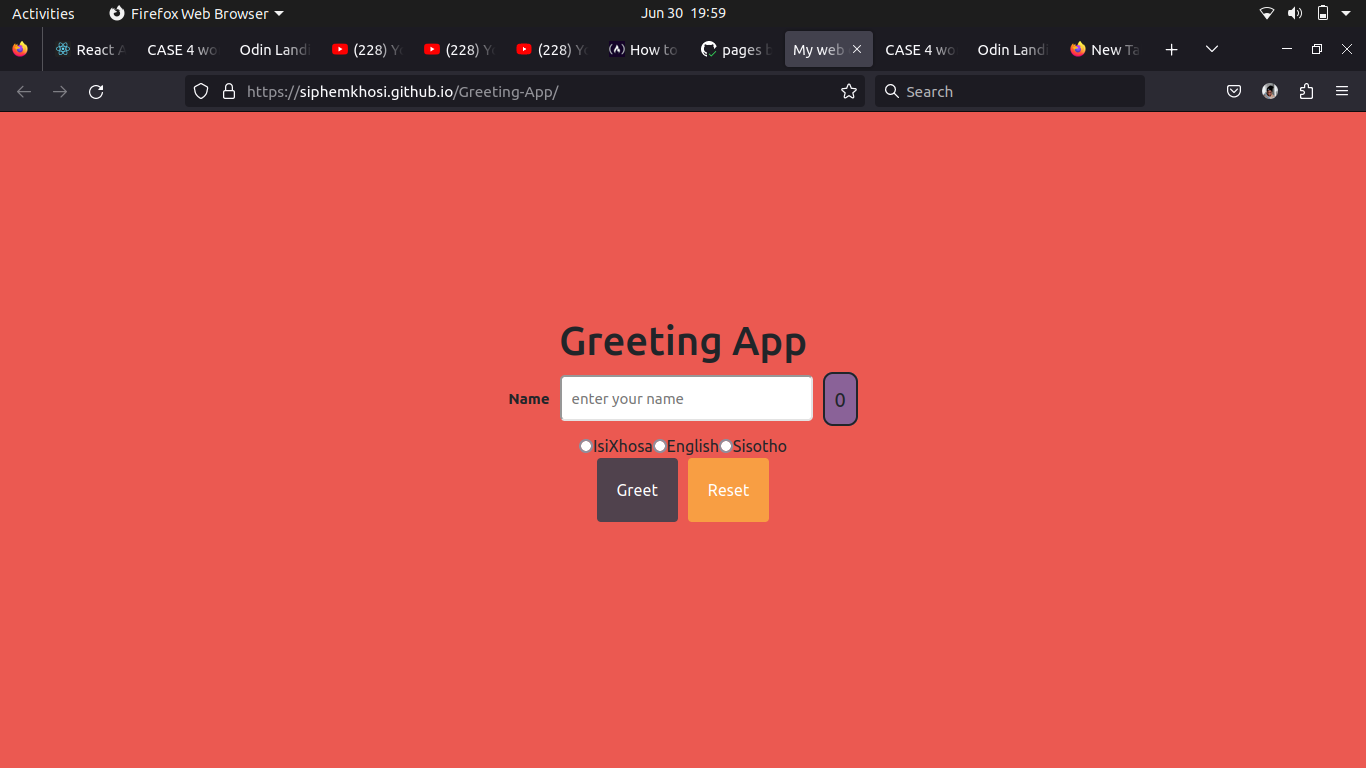 Activities Firefox Web Browser Jun 30 19:59
React A CASE 4 wo Odin Landi (228) Yo (228) Yo (228) Yo How to pages b My web CASE 4 wo Odin Landi New Ta
https://siphemkhosi.github.io/Greeting-App/ Search
Greeting App
Name enter your name 0
IsiXhosa English Sisotho
Greet Reset